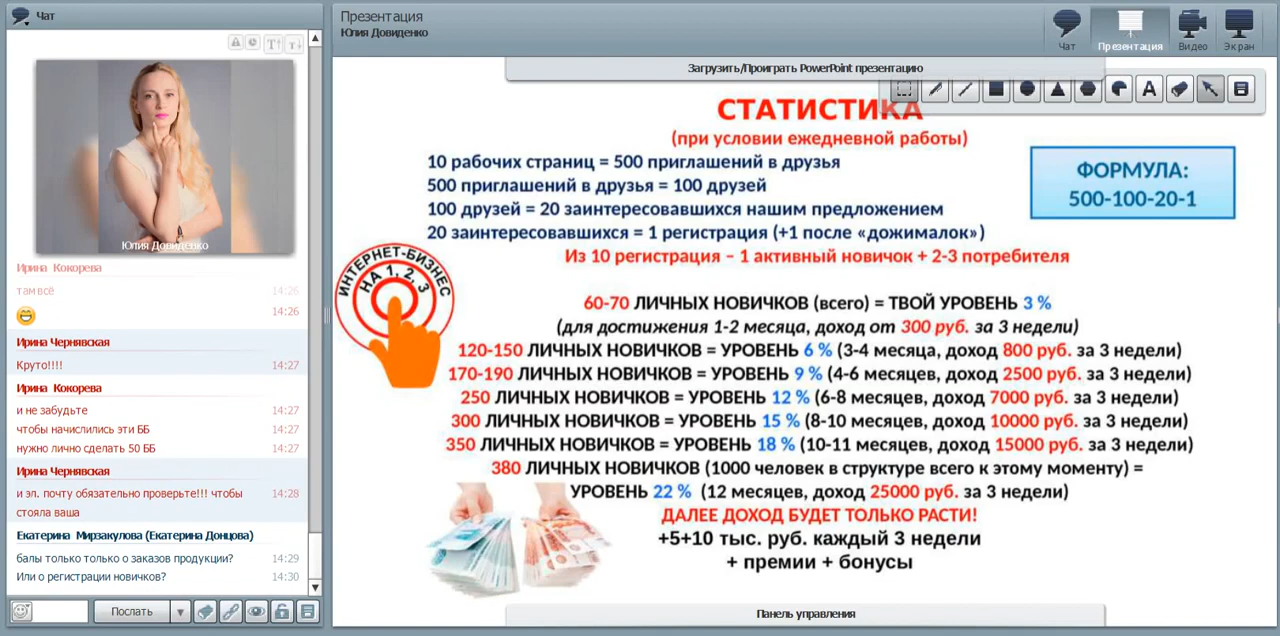 Чат
Юлия Довиденко
Ирина Кокорева
там всё 14:26
14:26
Ирина Чернявская
Круто!!!! 14:27
Ирина Кокорева
и не забудьте 14:27
чтобы начислились эти ББ 14:27
нужно лично сделать 50 ББ 14:27
Ирина Чернявская
и эл. почту обязательно проверьте!!! чтобы 14:28
стояла ваша
Екатерина Мирзакулова (Екатерина Донцова)
балы только только о заказов продукции? 14:29
Или о регистрации новичков? 14:30
Послать
Презентация
Юлия Довиденко
Чат
Презентация
Видео
Экран
Загрузить/Проиграть PowerPoint презентацию
СТАТИСТИКА
(при условии ежедневной работы)
10 рабочих страниц = 500 приглашений в друзья
500 приглашений в друзья = 100 друзей
100 друзей = 20 заинтересовавшихся нашим предложением
20 заинтересовавшихся = 1 регистрация (+1 после «дожималок»)
Из 10 регистрация – 1 активный новичок + 2-3 потребителя
ФОРМУЛА:
500-100-20-1
ИНТЕРНЕТ-БИЗНЕС
НА 1, 2, 3
60-70 ЛИЧНЫХ НОВИЧКОВ (всего) = ТВОЙ УРОВЕНЬ 3 %
(для достижения 1-2 месяца, доход от 300 руб. за 3 недели)
120-150 ЛИЧНЫХ НОВИЧКОВ = УРОВЕНЬ 6 % (3-4 месяца, доход 800 руб. за 3 недели)
170-190 ЛИЧНЫХ НОВИЧКОВ = УРОВЕНЬ 9 % (4-6 месяцев, доход 2500 руб. за 3 недели)
250 ЛИЧНЫХ НОВИЧКОВ = УРОВЕНЬ 12 % (6-8 месяцев, доход 7000 руб. за 3 недели)
300 ЛИЧНЫХ НОВИЧКОВ = УРОВЕНЬ 15 % (8-10 месяцев, доход 10000 руб. за 3 недели)
350 ЛИЧНЫХ НОВИЧКОВ = УРОВЕНЬ 18 % (10-11 месяцев, доход 15000 руб. за 3 недели)
380 ЛИЧНЫХ НОВИЧКОВ (1000 человек в структуре всего к этому моменту) =
УРОВЕНЬ 22 % (12 месяцев, доход 25000 руб. за 3 недели)
ДАЛЕЕ ДОХОД БУДЕТ ТОЛЬКО РАСТИ!
+5+10 тыс. руб. каждый 3 недели
+ премии + бонусы
Панель управления